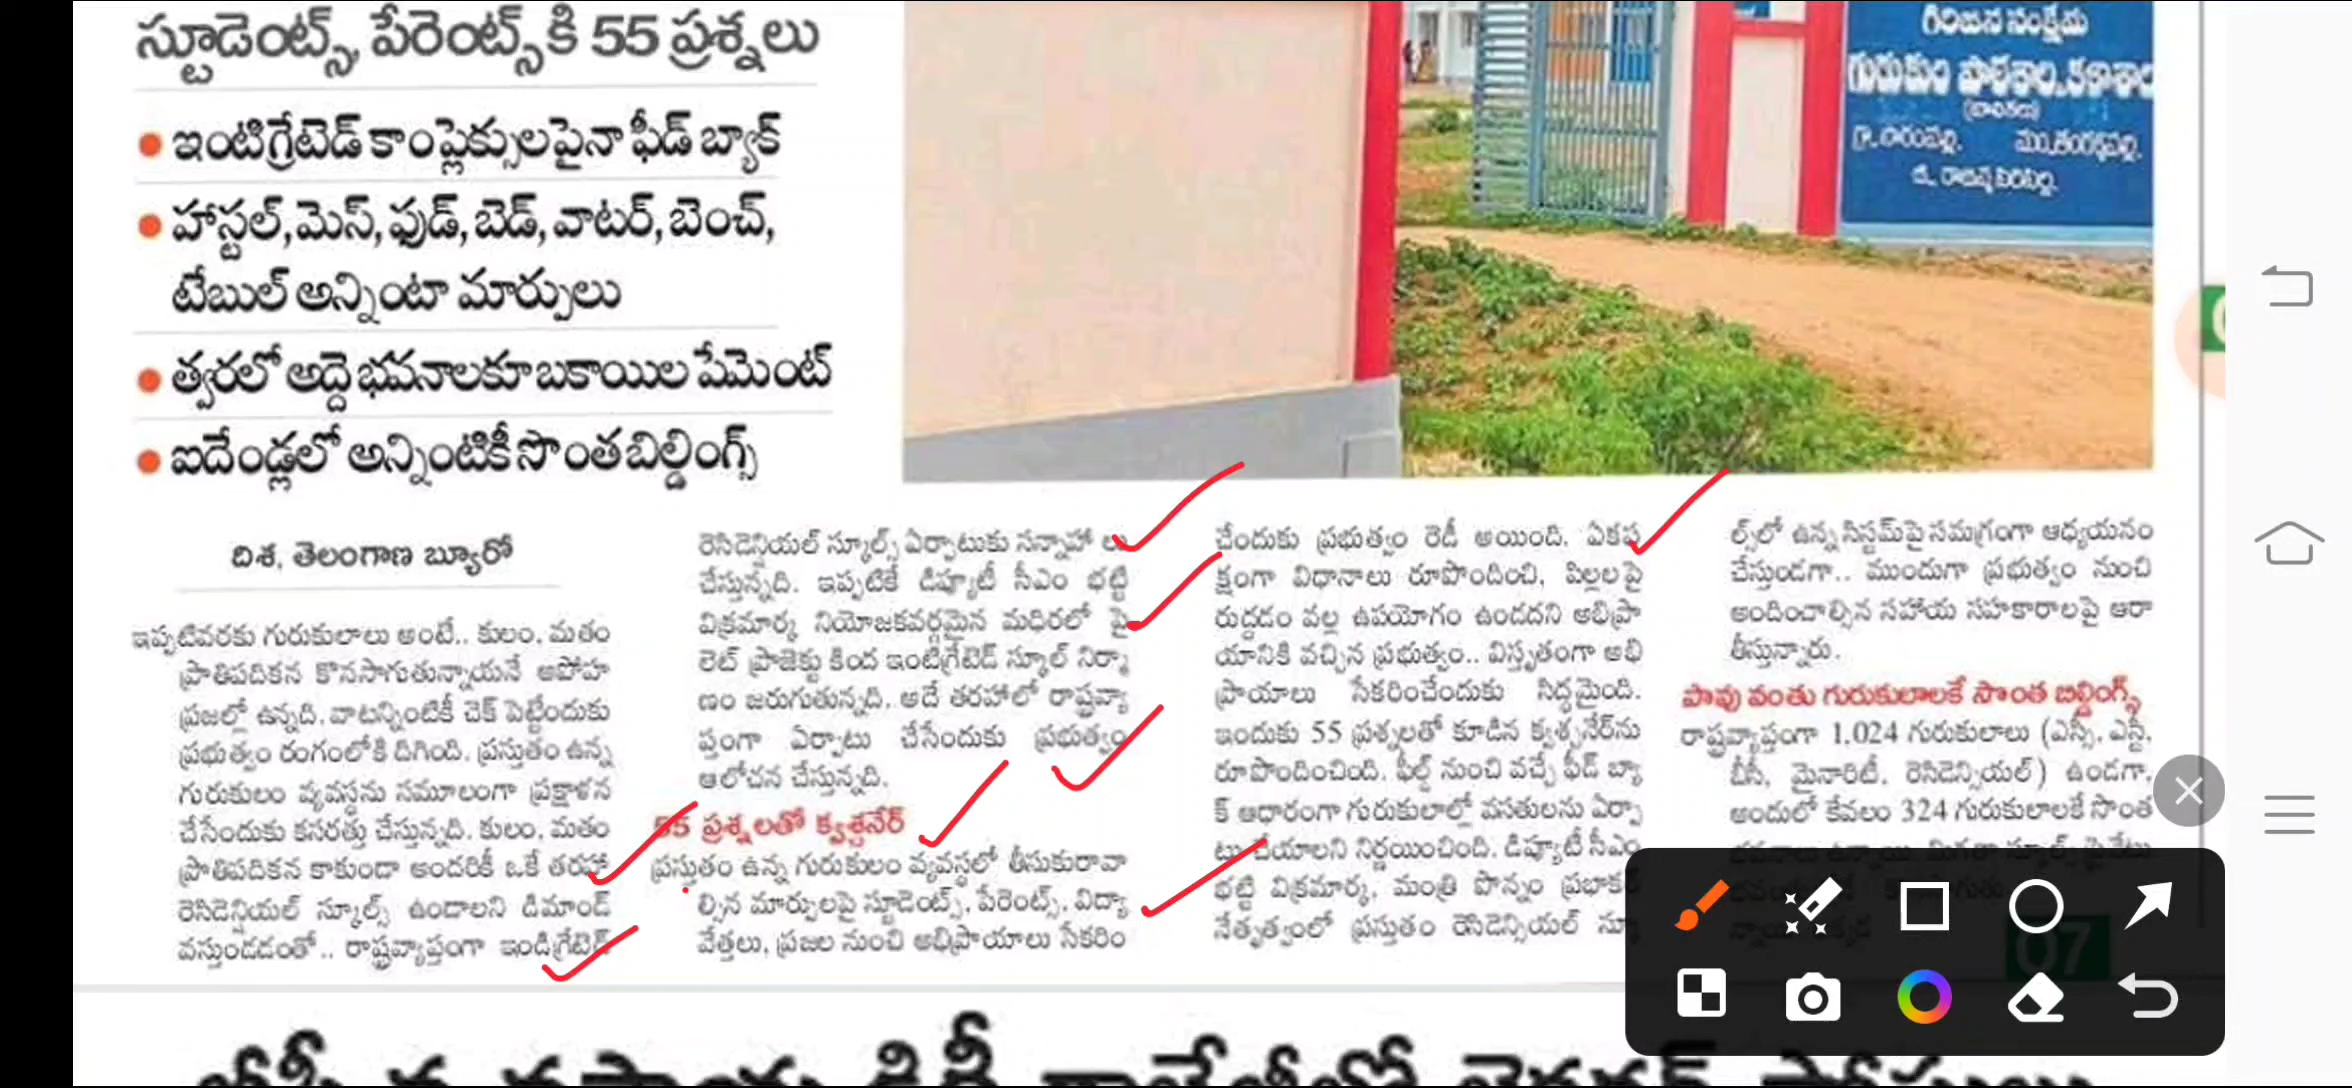 స్టూడెంట్స్, పేరెంట్స్‌కి 55 ప్రశ్నలు
ఇంటిగ్రేటెడ్ కాంప్లెక్సులపైనా ఫీడ్ బ్యాక్
హాస్టల్, మెస్, ఫుడ్, బెడ్, వాటర్, బెంచ్,
టేబుల్ అన్నింటా మార్పులు
త్వరలో అద్దె భవనాలకూ బకాయిల పేమెంట్
ఐదేండ్లలో అన్నింటికీ సొంత బిల్డింగ్స్
గిరిజన సంక్షేమ
గురుకుల పాఠశాల, కళాశాల
(బాలికలు)
దిశ, తెలంగాణ బ్యూరో
ఇప్పటివరకు గురుకులాలు అంటే.. కులం, మతం
ప్రాతిపదికన కొనసాగుతున్నాయనే అపోహ
ప్రజల్లో ఉన్నది. వాటన్నింటికీ చెక్ పెట్టేందుకు
ప్రభుత్వం రంగంలోకి దిగింది. ప్రస్తుతం ఉన్న
గురుకులం వ్యవస్థను సమూలంగా ప్రక్షాళన
చేసేందుకు కసరత్తు చేస్తున్నది. కులం, మతం
ప్రాతిపదికన కాకుండా అందరికీ ఒకే తరహా
రెసిడెన్షియల్ స్కూల్స్ ఉండాలని డిమాండ్
వస్తుండడంతో.. రాష్ట్రవ్యాప్తంగా ఇండిగ్రేటెడ్
రెసిడెన్షియల్ స్కూల్స్ ఏర్పాటుకు సన్నాహాలు
చేస్తున్నది. ఇప్పటికే డిప్యూటీ సీఎం భట్టి
విక్రమార్క నియోజకవర్గమైన మధిరలో పై
లెట్ ప్రాజెక్టు కింద ఇంటిగ్రేటెడ్ స్కూల్ నిర్మా
ణం జరుగుతున్నది. అదే తరహాలో రాష్ట్రవ్యా
ప్తంగా ఏర్పాటు చేసేందుకు ప్రభుత్వం
ఆలోచన చేస్తున్నది.
55 ప్రశ్నలతో క్వశ్చనేర్
ప్రస్తుతం ఉన్న గురుకులం వ్యవస్థలో తీసుకురావా
ల్సిన మార్పులపై స్టూడెంట్స్, పేరెంట్స్, విద్యా
వేత్తలు, ప్రజల నుంచి అభిప్రాయాలు సేకరిం
చేందుకు ప్రభుత్వం రెడీ అయింది. ఏకప
క్షంగా విధానాలు రూపొందించి, పిల్లలపై
రుద్దడం వల్ల ఉపయోగం ఉండదని అభిప్రా
యానికి వచ్చిన ప్రభుత్వం.. విస్తృతంగా అభి
ప్రాయాలు సేకరించేందుకు సిద్ధమైంది.
ఇందుకు 55 ప్రశ్నలతో కూడిన క్వశ్చనేర్‌ను
రూపొందించింది. ఫీల్డ్ నుంచి వచ్చే ఫీడ్ బ్యా
క్ ఆధారంగా గురుకులాల్లో వసతులను ఏర్పా
టు చేయాలని నిర్ణయించింది. డిప్యూటీ సీఎం
భట్టి విక్రమార్క, మంత్రి పొన్నం ప్రభాకర్
నేతృత్వంలో ప్రస్తుతం రెసిడెన్సియల్ స్కూ
ల్స్‌లో ఉన్న సిస్టమ్‌పై సమగ్రంగా ఆధ్యయనం
చేస్తుండగా.. ముందుగా ప్రభుత్వం నుంచి
అందించాల్సిన సహాయ సహకారాలపై ఆరా
తీస్తున్నారు.
పావు వంతు గురుకులాలకే సొంత బిల్డింగ్స్
రాష్ట్రవ్యాప్తంగా 1,024 గురుకులాలు (ఎస్సీ, ఎస్టీ,
బీసీ, మైనారిటీ, రెసిడెన్సియల్) ఉండగా,
అందులో కేవలం 324 గురుకులాలకే సొంత
07